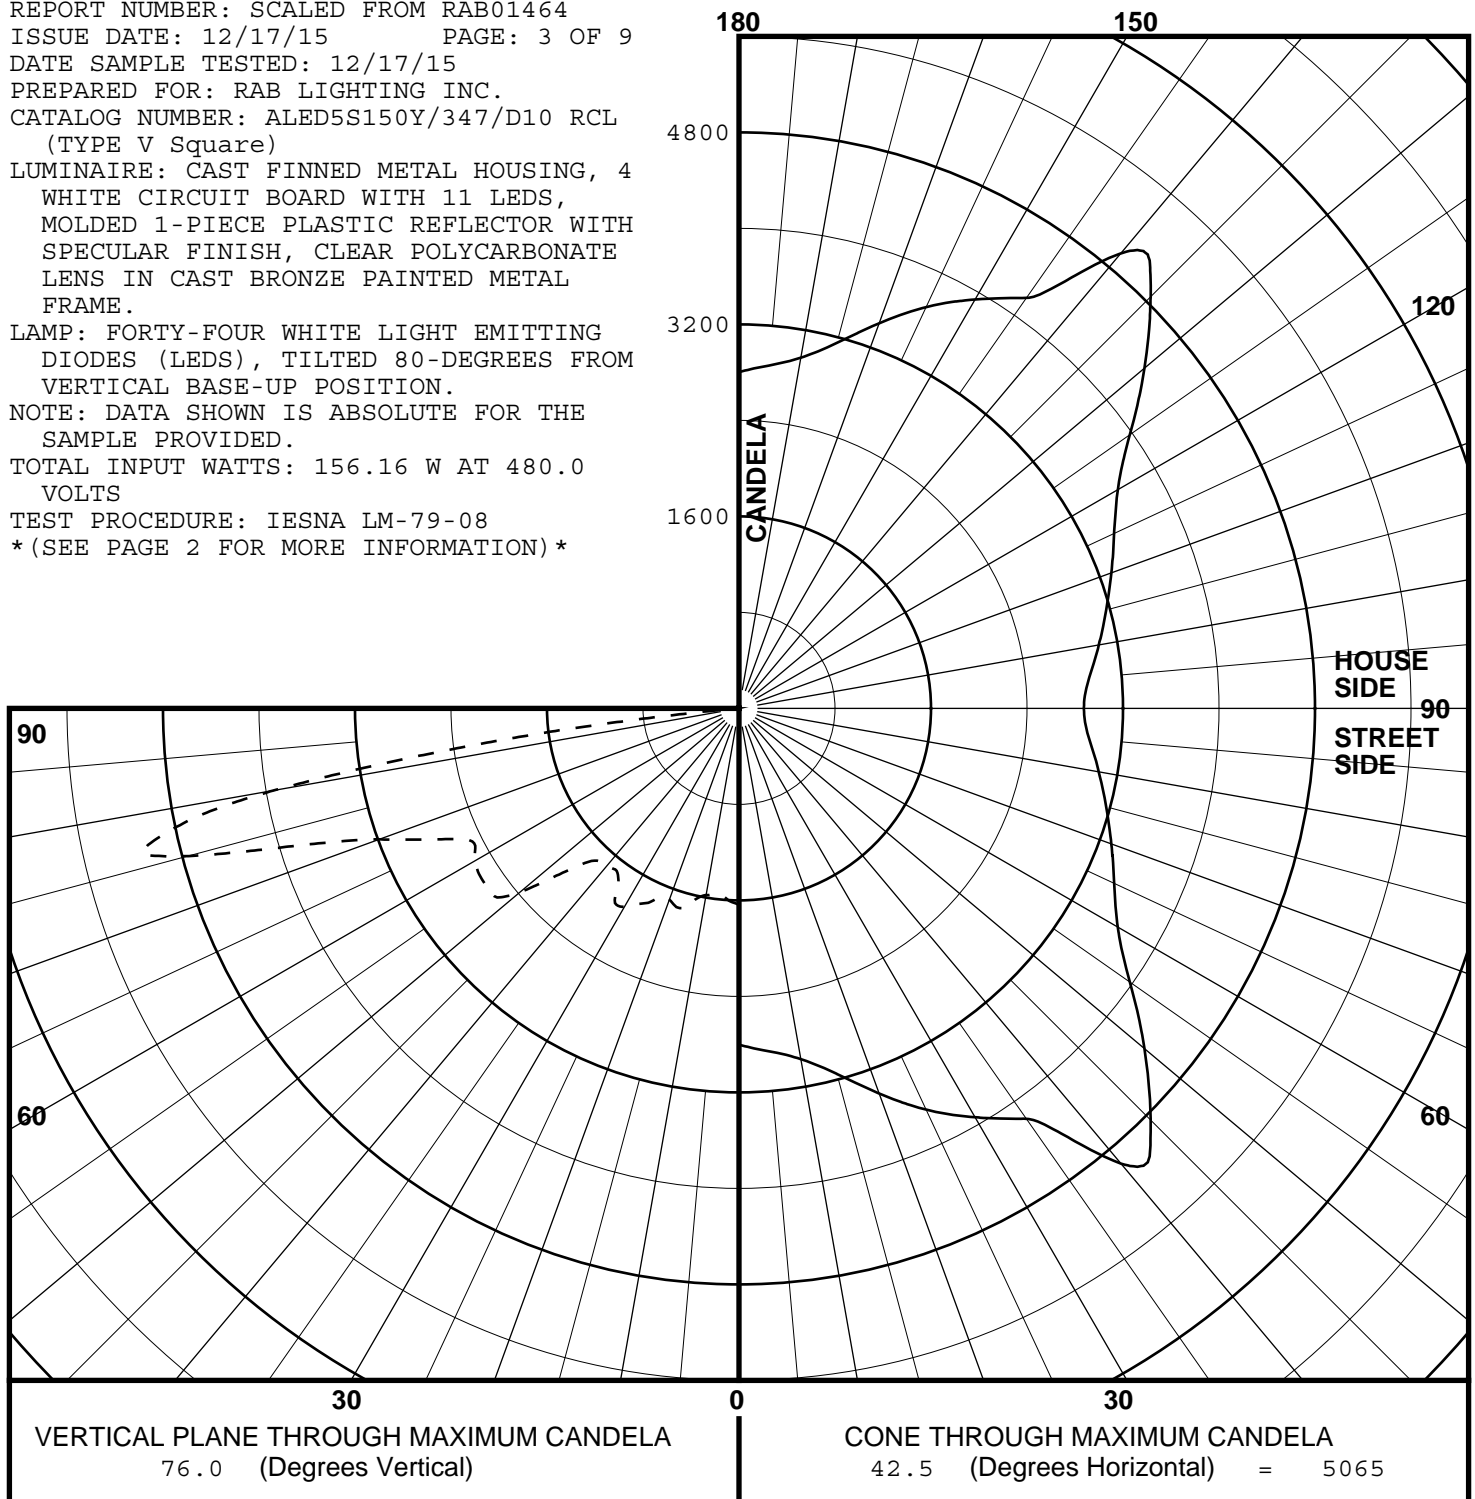 REPORT NUMBER: SCALED FROM RAB01464
ISSUE DATE: 12/17/15 PAGE: 3 OF 9
DATE SAMPLE TESTED: 12/17/15
PREPARED FOR: RAB LIGHTING INC.
CATALOG NUMBER: ALED5S150Y/347/D10 RCL
(TYPE V Square)
LUMINAIRE: CAST FINNED METAL HOUSING, 4
WHITE CIRCUIT BOARD WITH 11 LEDS,
MOLDED 1-PIECE PLASTIC REFLECTOR WITH
SPECULAR FINISH, CLEAR POLYCARBONATE
LENS IN CAST BRONZE PAINTED METAL
FRAME.
LAMP: FORTY-FOUR WHITE LIGHT EMITTING
DIODES (LEDS), TILTED 80-DEGREES FROM
VERTICAL BASE-UP POSITION.
NOTE: DATA SHOWN IS ABSOLUTE FOR THE
SAMPLE PROVIDED.
TOTAL INPUT WATTS: 156.16 W AT 480.0
VOLTS
TEST PROCEDURE: IESNA LM-79-08
*(SEE PAGE 2 FOR MORE INFORMATION)*
180
150
4800
120
3200
CANDELA
1600
HOUSE
SIDE
90
90
STREET
SIDE
60
60
30
0
30
VERTICAL PLANE THROUGH MAXIMUM CANDELA
76.0 (Degrees Vertical)
CONE THROUGH MAXIMUM CANDELA
42.5 (Degrees Horizontal) = 5065